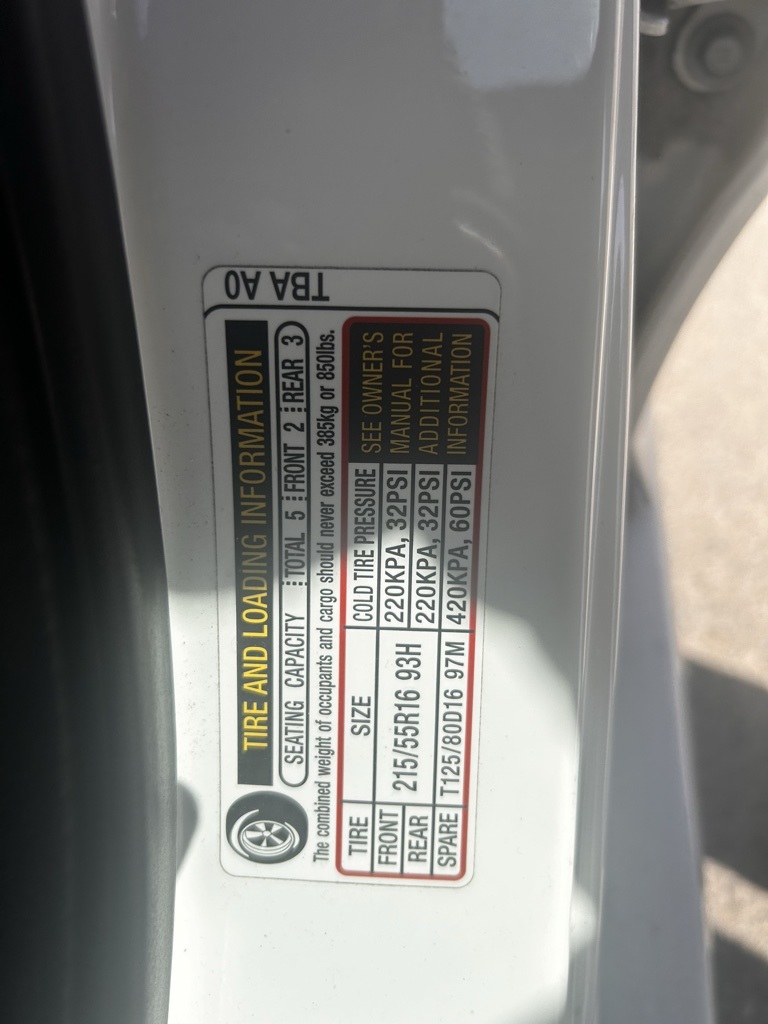 TBA A0
TIRE AND LOADING INFORMATION
SEATING CAPACITY TOTAL 5 FRONT 2 REAR 3
The combined weight of occupants and cargo should never exceed 385kg or 850lbs.
TIRE SIZE COLD TIRE PRESSURE SEE OWNER'S
FRONT 215/55R16 93H 220KPA, 32PSI MANUAL FOR
REAR 220KPA, 32PSI ADDITIONAL
SPARE T125/80D16 97M 420KPA, 60PSI INFORMATION